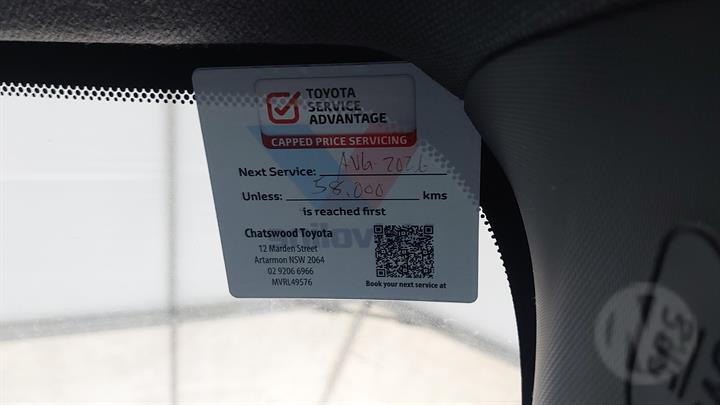 TOYOTA
SERVICE
ADVANTAGE
CAPPED PRICE SERVICING
Next Service: AUG-2026
Unless: 58,000 kms
is reached first
Chatswood Toyota
12 Marden Street
Artarmon NSW 2064
02 9206 6966
MVRL49576
Book your next service at